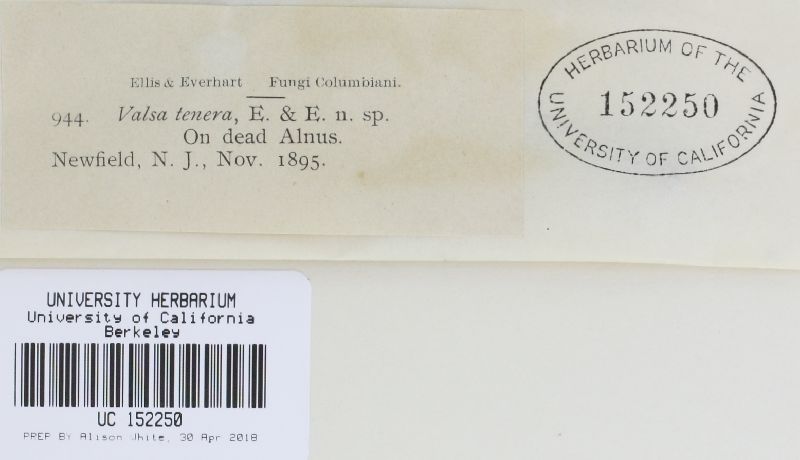 Ellis & Everhart — Fungi Columbiani.
944. Valsa tenera, E. & E. n. sp.
On dead Alnus.
Newfield, N. J., Nov. 1895.
HERBARIUM OF THE
152250
UNIVERSITY OF CALIFORNIA
UNIVERSITY HERBARIUM
University of California
Berkeley
UC 152250
PREP BY Alison White, 30 Apr 2018